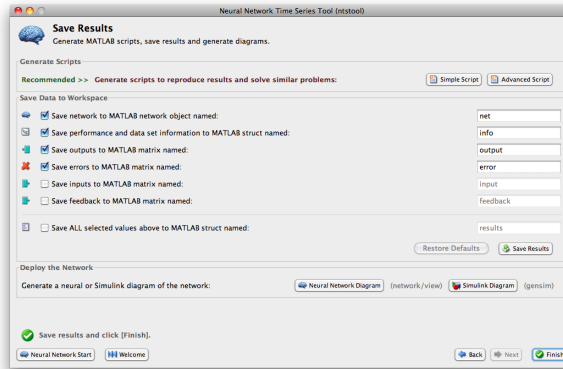 Neural Network Time Series Tool (ntstool)
Save Results
Generate MATLAB scripts, save results and generate diagrams.
Generate Scripts
Recommended >> Generate scripts to reproduce results and solve similar problems: Simple Script Advanced Script
Save Data to Workspace
Save network to MATLAB network object named: net
Save performance and data set information to MATLAB struct named: info
Save outputs to MATLAB matrix named: output
Save errors to MATLAB matrix named: error
Save inputs to MATLAB matrix named: input
Save feedback to MATLAB matrix named: feedback
Save ALL selected values above to MATLAB struct named: results
Restore Defaults Save Results
Deploy the Network
Generate a neural or Simulink diagram of the network: Neural Network Diagram (network/view) Simulink Diagram (gensim)
Save results and click [Finish].
Neural Network Start Welcome Back Next Finish